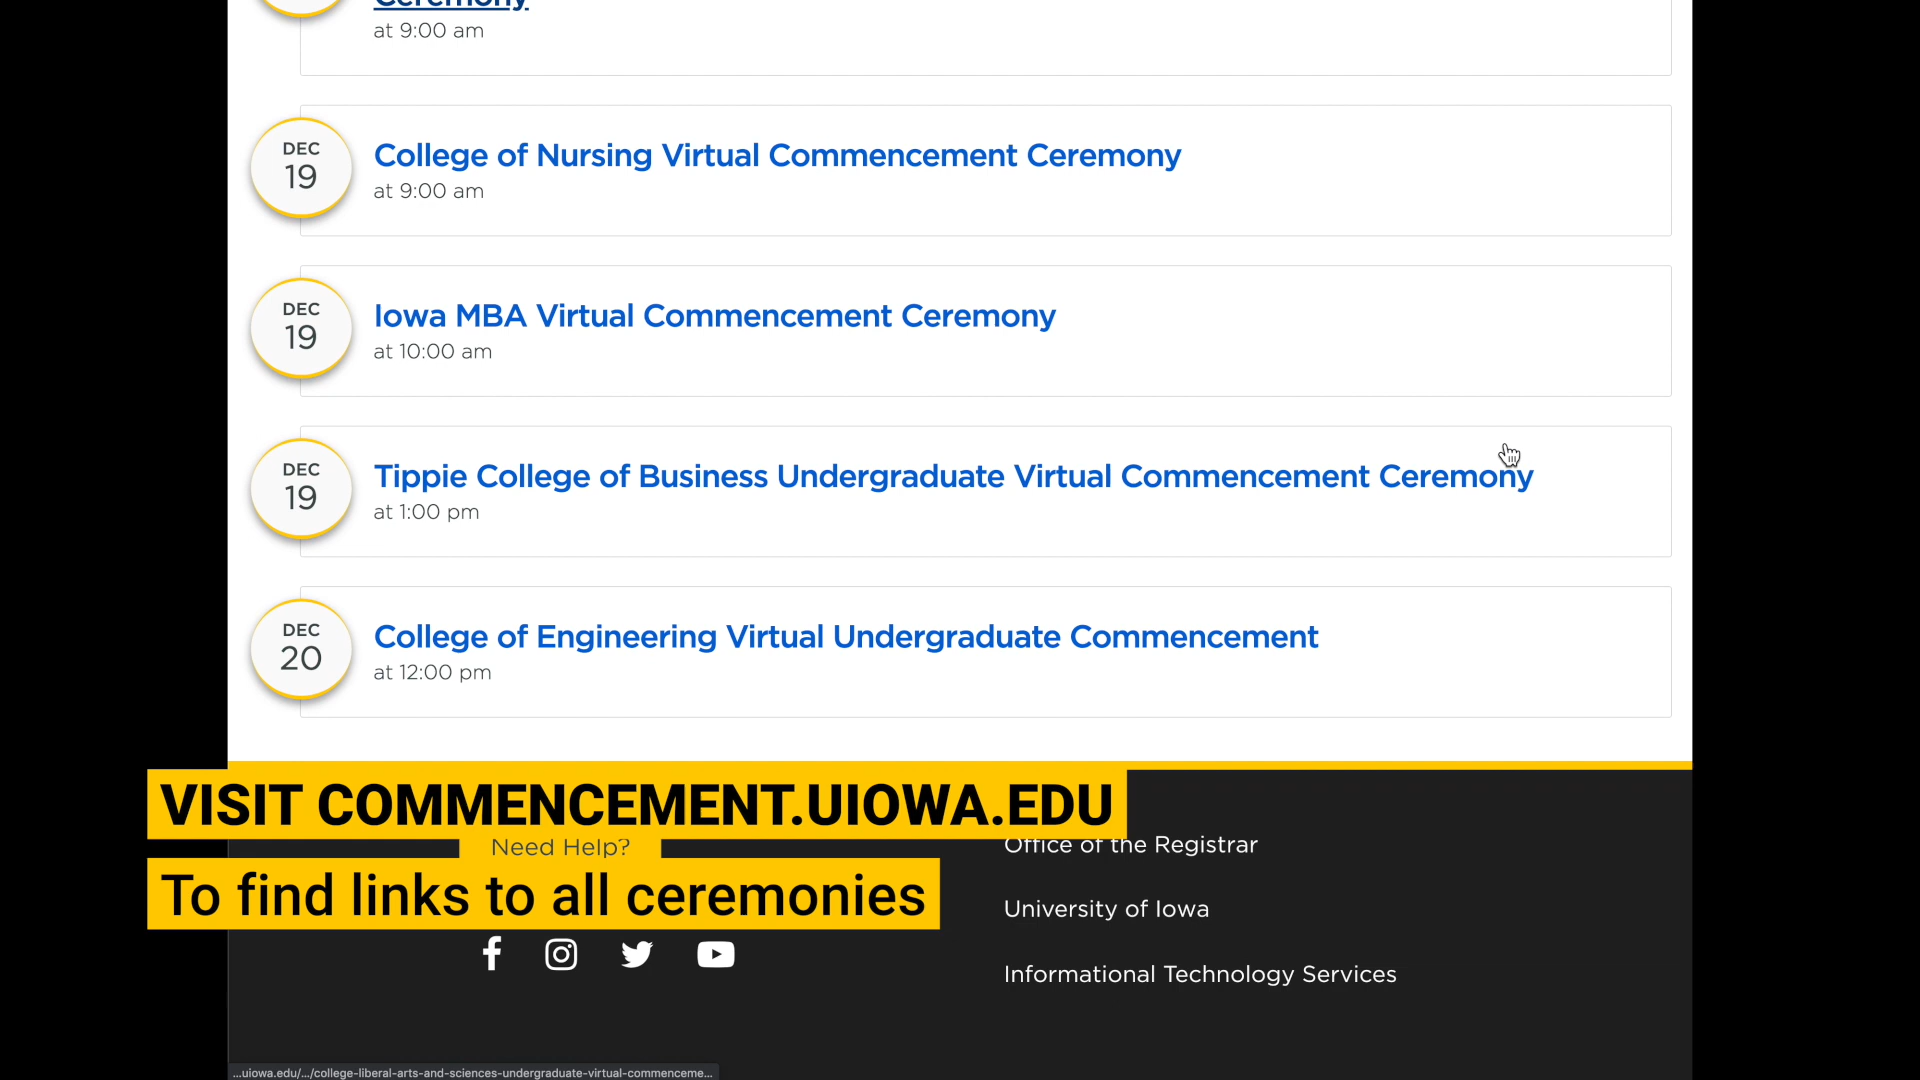 Ceremony
at 9:00 am
DEC
19
College of Nursing Virtual Commencement Ceremony
at 9:00 am
DEC
19
Iowa MBA Virtual Commencement Ceremony
at 10:00 am
DEC
19
Tippie College of Business Undergraduate Virtual Commencement Ceremony
at 1:00 pm
DEC
20
College of Engineering Virtual Undergraduate Commencement
at 12:00 pm
VISIT COMMENCEMENT.UIOWA.EDU
Need Help?
To find links to all ceremonies
Office of the Registrar
University of Iowa
Informational Technology Services
...uiowa.edu/.../college-liberal-arts-and-sciences-undergraduate-virtual-commenceme...